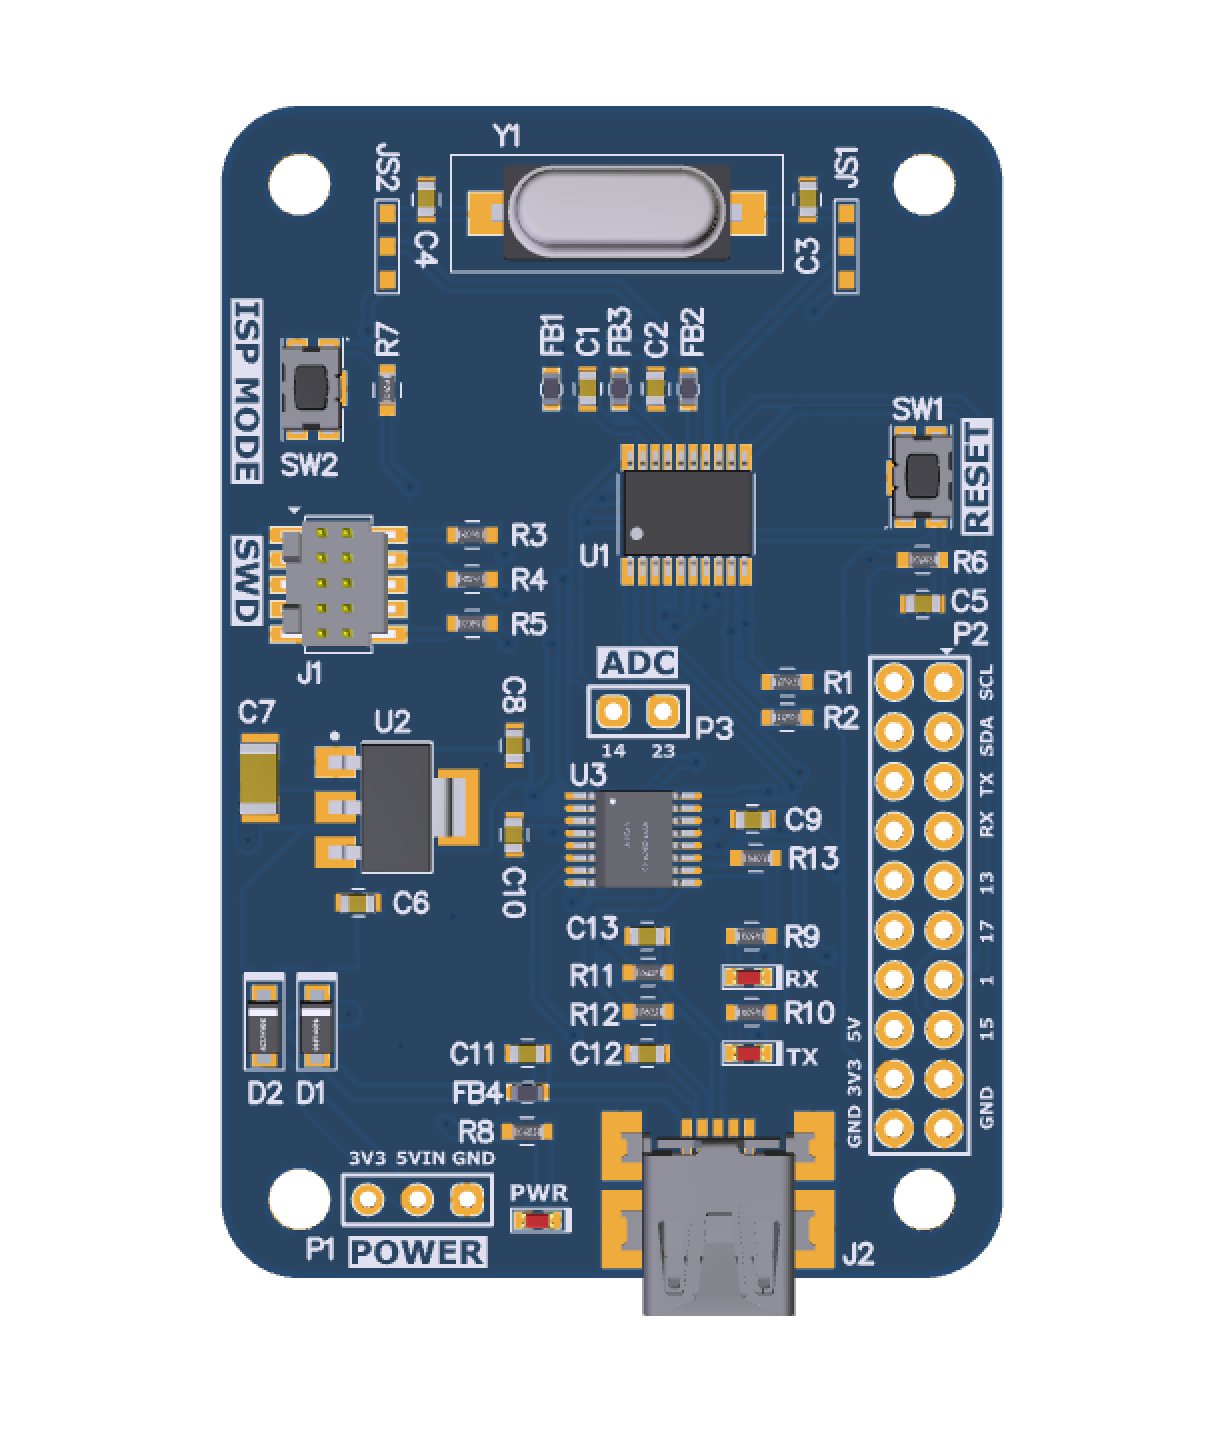 Y1
JS2
JS1
C4
C3
ISP MODE
R7
FB1
C1
FB3
C2
FB2
SW1
SW2
RESET
SWD
R3
R4
R5
U1
R6
C5
P2
J1
ADC
P3
14 23
R1
R2
SCL
SDA
TX
RX
13
17
1
15
GND
5V
3V3
GND
C7
U2
C8
U3
C9
R13
C10
C6
C13
R9
R11
RX
R12
R10
C11
C12
TX
D2 D1
FB4
R8
3V3 5VIN GND
PWR
P1
POWER
J2